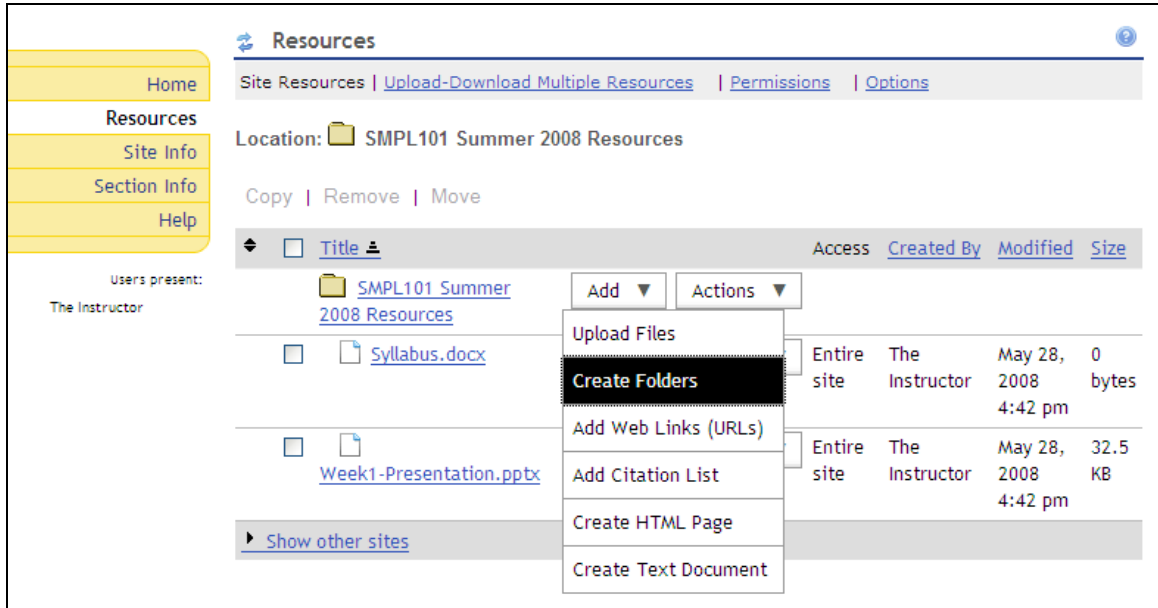 Resources
Home
Resources
Site Info
Section Info
Help
Users present:
The Instructor
Site Resources | Upload-Download Multiple Resources | Permissions | Options
Location: SMPL101 Summer 2008 Resources
Copy | Remove | Move
Title Access Created By Modified Size
SMPL101 Summer
2008 Resources
Add ▼ Actions ▼
Upload Files
Create Folders
Add Web Links (URLs)
Add Citation List
Create HTML Page
Create Text Document
Syllabus.docx
Entire
site
The
Instructor
May 28,
2008
4:42 pm
0
bytes
Week1-Presentation.pptx
Entire
site
The
Instructor
May 28,
2008
4:42 pm
32.5
KB
Show other sites